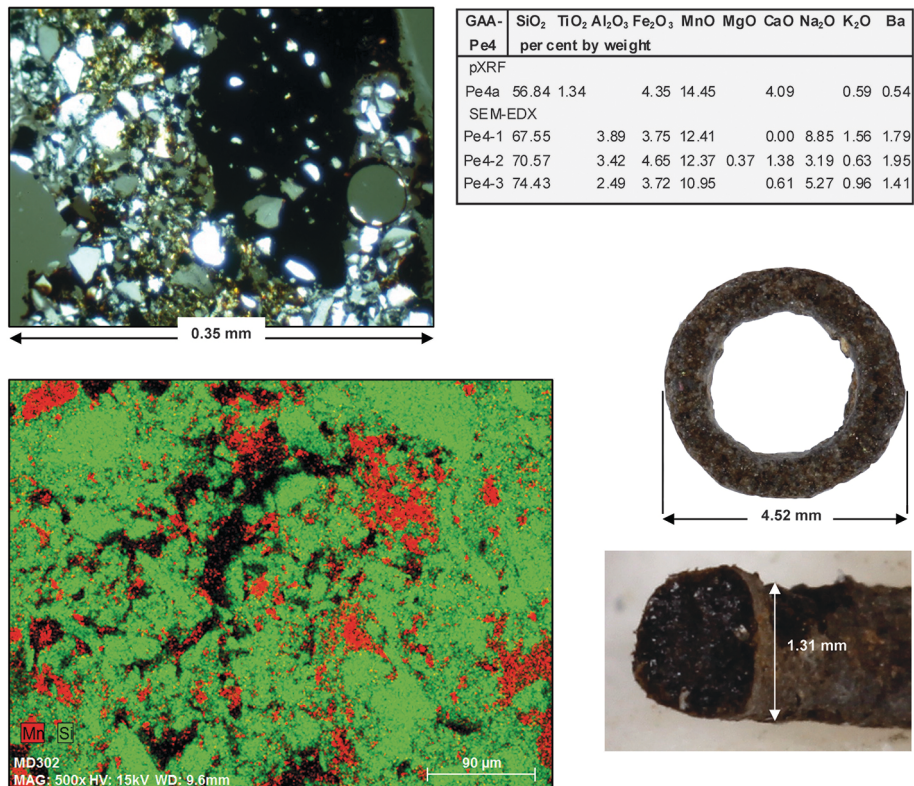 GAA- SiO₂ TiO₂ Al₂O₃ Fe₂O₃ MnO MgO CaO Na₂O K₂O Ba
Pe4 per cent by weight
pXRF
Pe4a 56.84 1.34 4.35 14.45 4.09 0.59 0.54
SEM-EDX
Pe4-1 67.55 3.89 3.75 12.41 0.00 8.85 1.56 1.79
Pe4-2 70.57 3.42 4.65 12.37 0.37 1.38 3.19 0.63 1.95
Pe4-3 74.43 2.49 3.72 10.95 0.61 5.27 0.96 1.41
0.35 mm
4.52 mm
1.31 mm
Mn Si
MD302
MAG: 500x HV: 15kV WD: 9.6mm
90 µm